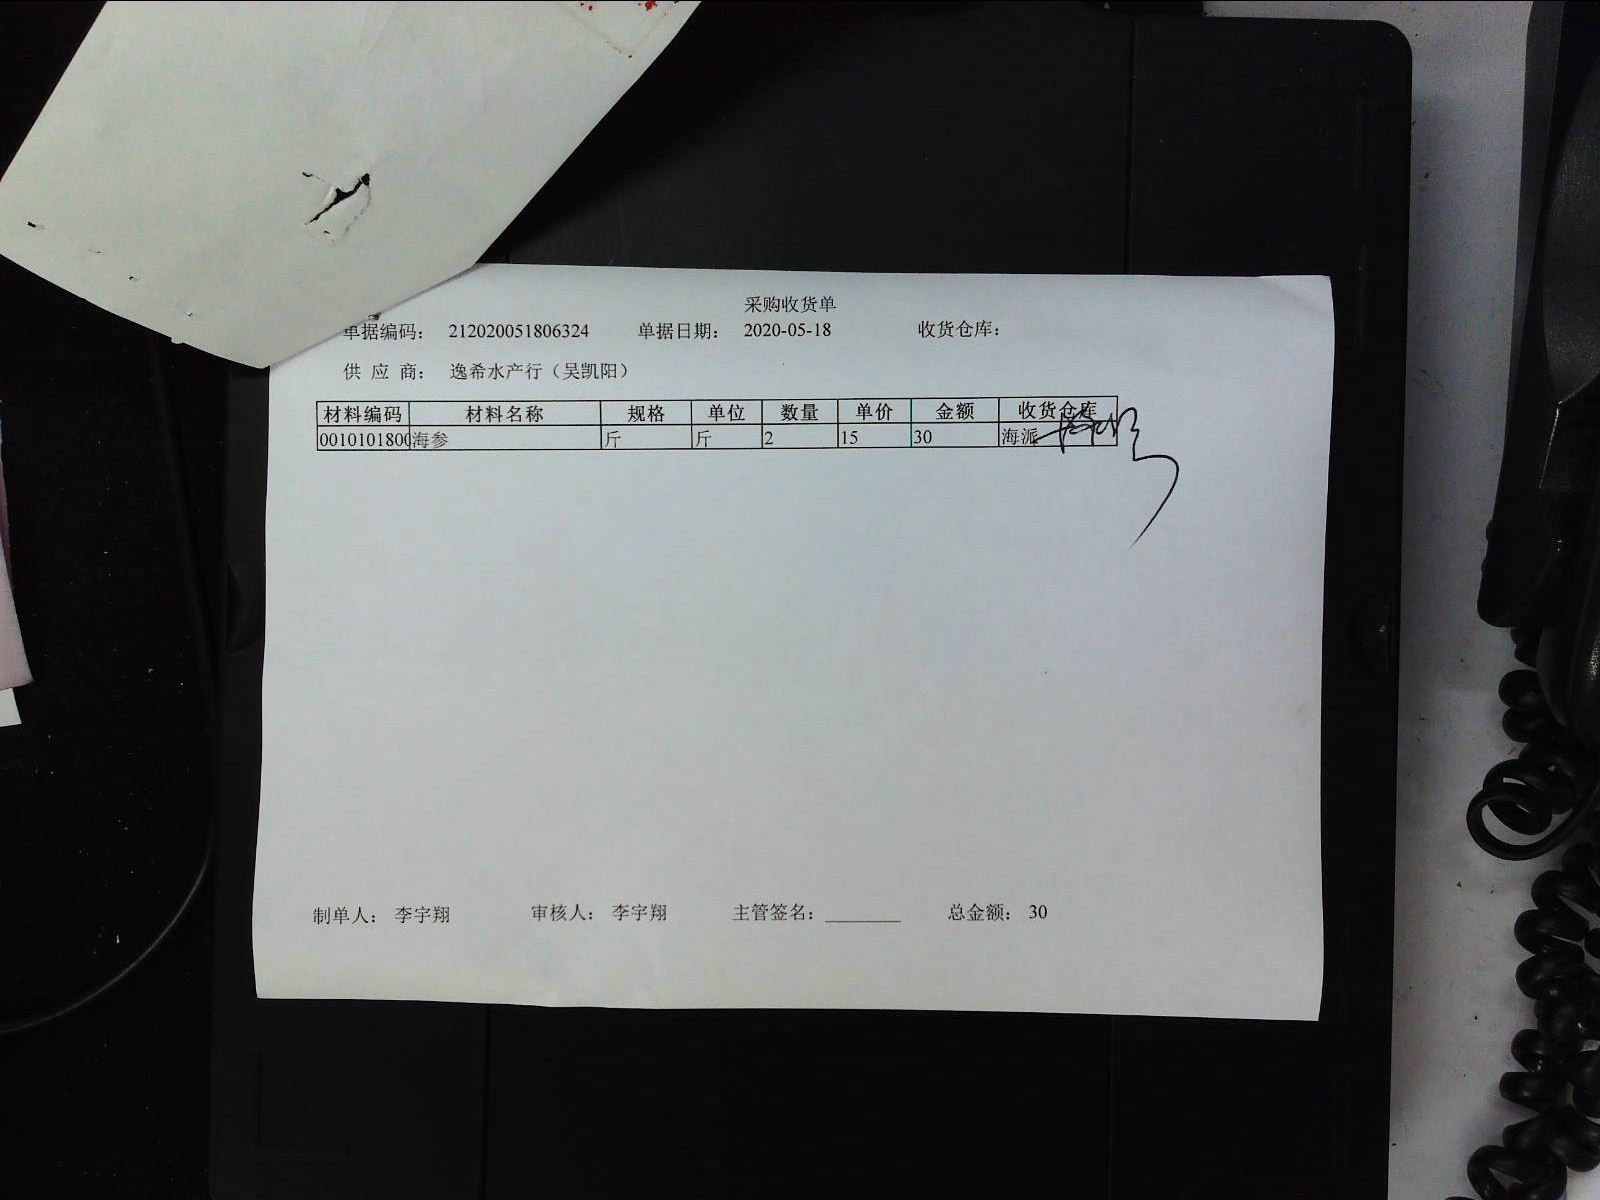 采购收货单
单据编码： 212020051806324 单据日期： 2020-05-18 收货仓库：
供 应 商： 逸希水产行（吴凯阳）
材料编码 材料名称 规格 单位 数量 单价 金额 收货仓库
0010101800 海参 斤 斤 2 15 30 海派
制单人： 李宇翔 审核人： 李宇翔 主管签名：________ 总金额： 30